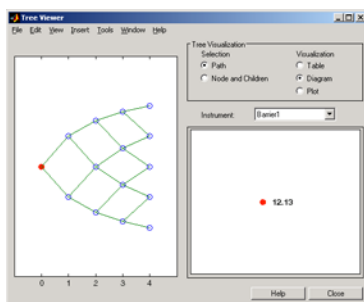 Tree Viewer
File Edit View Insert Tools Window Help
Tree Visualization
Selection
Visualization
Path
Table
Node and Children
Diagram
Plot
Instrument:
Barrier1
12.13
0 1 2 3 4
Help
Close